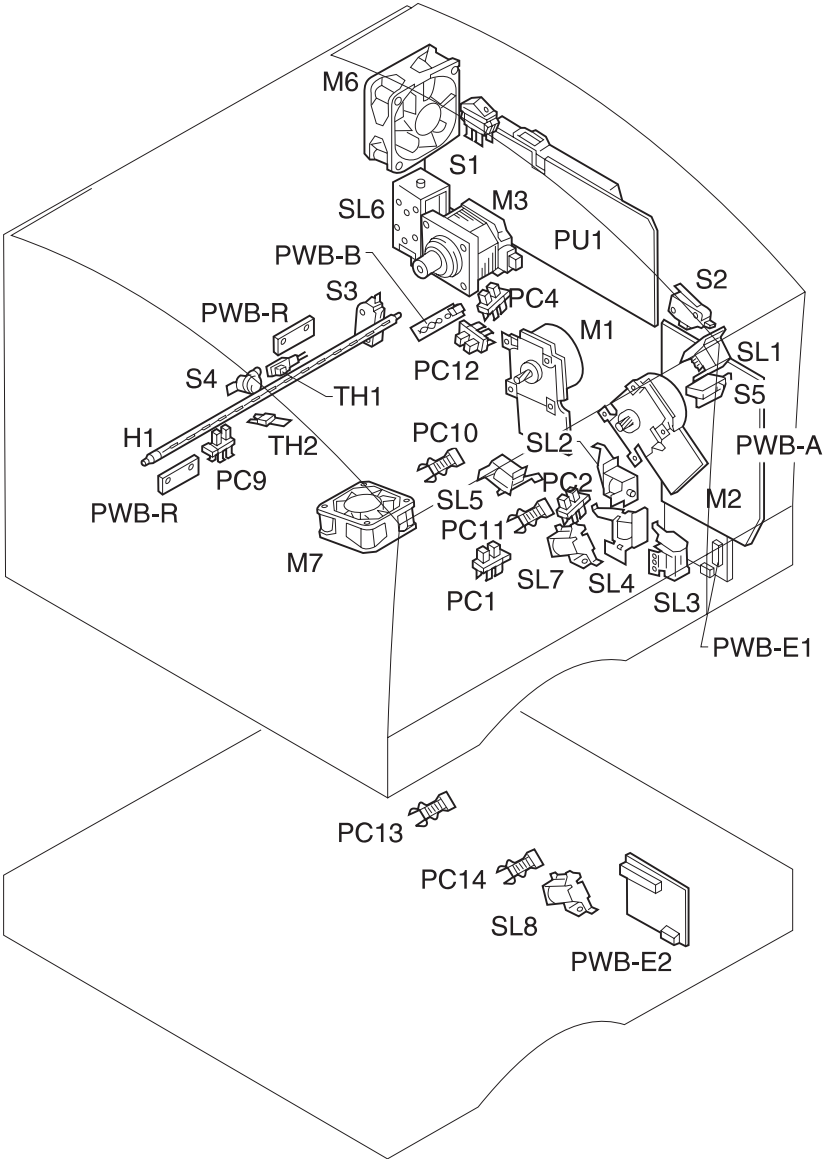 M6
S1
SL6
M3
PU1
PWB-B
S2
S3
PC4
PWB-R
M1
SL1
PC12
S4
S5
TH1
H1
TH2
PC10
SL2
PWB-A
PC9
SL5
PC2
M2
PWB-R
PC11
M7
SL7
SL4
PC1
SL3
PWB-E1
PC13
PC14
SL8
PWB-E2